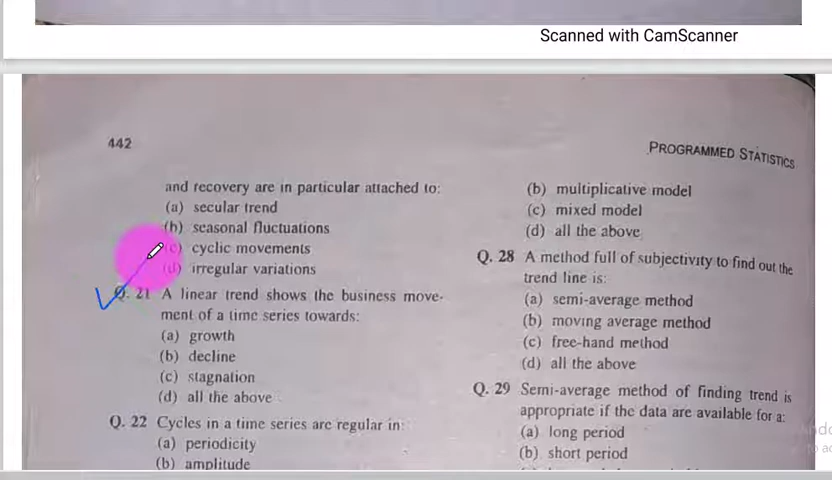 Scanned with CamScanner
442
PROGRAMMED STATISTICS
and recovery are in particular attached to:
(a) secular trend
(b) seasonal fluctuations
(c) cyclic movements
(d) irregular variations
Q. 21 A linear trend shows the business move-
ment of a time series towards:
(a) growth
(b) decline
(c) stagnation
(d) all the above
Q. 22 Cycles in a time series are regular in:
(a) periodicity
(b) amplitude
(b) multiplicative model
(c) mixed model
(d) all the above
Q. 28 A method full of subjectivity to find out the
trend line is:
(a) semi-average method
(b) moving average method
(c) free-hand method
(d) all the above
Q. 29 Semi-average method of finding trend is
appropriate if the data are available for a:
(a) long period
(b) short period